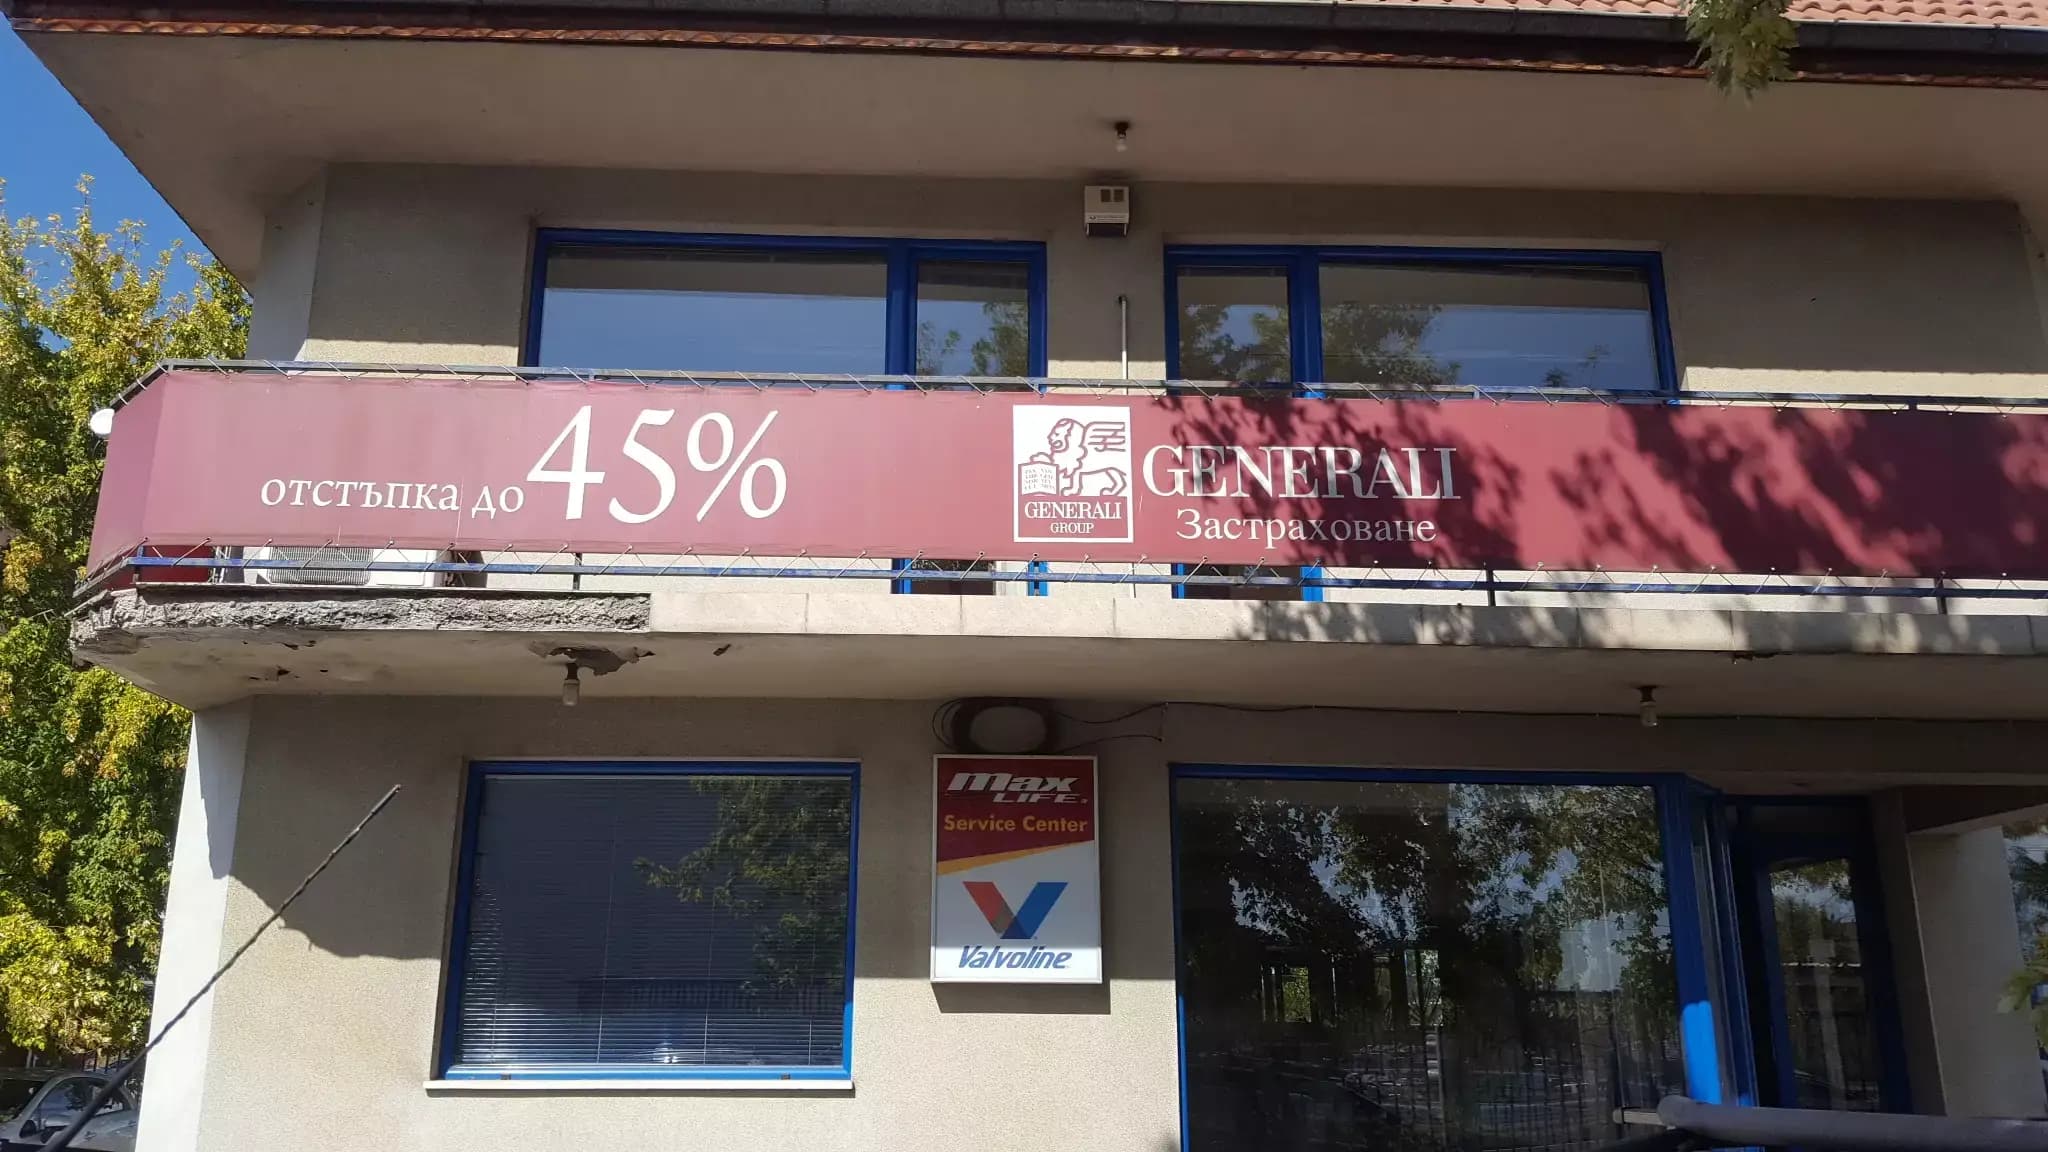 отстъпка до 45%
GENERALI
GROUP
GENERALI
Застраховане
Max
LIFE
Service Center
Valvoline